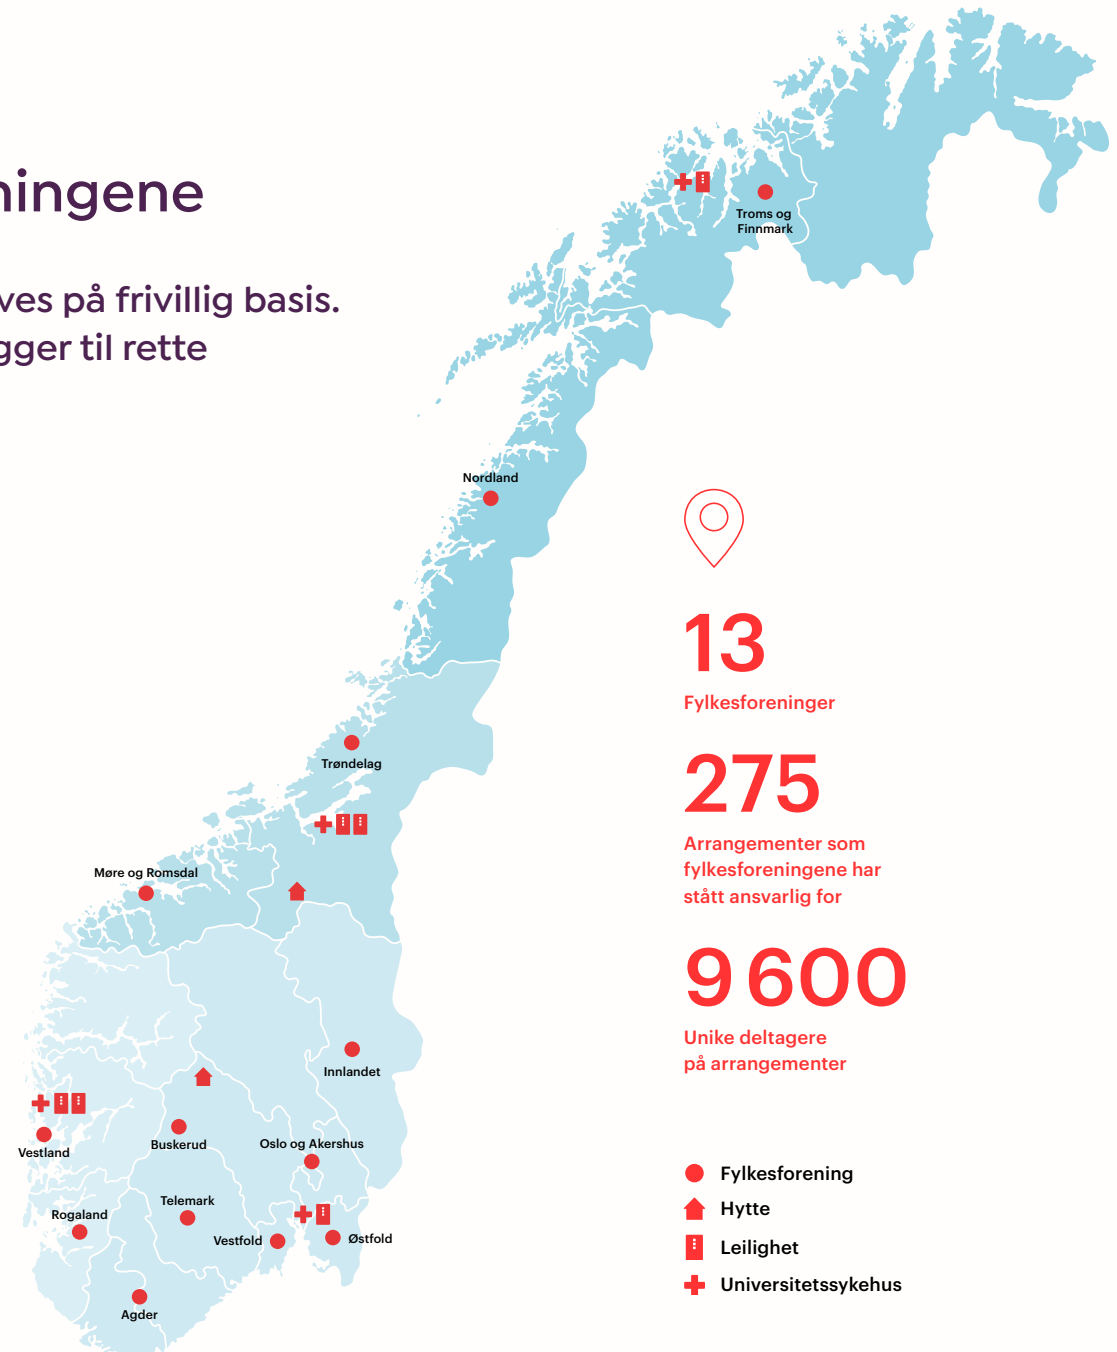 ningene
ves på frivillig basis.
gger til rette
Troms og
Finnmark
Nordland
Trøndelag
Møre og Romsdal
Innlandet
Vestland
Buskerud
Oslo og Akershus
Telemark
Rogaland
Vestfold
Østfold
Agder
13
Fylkesforeninger
275
Arrangementer som
fylkesforeningene har
stått ansvarlig for
9 600
Unike deltagere
på arrangementer
Fylkesforening
Hytte
Leilighet
Universitetssykehus